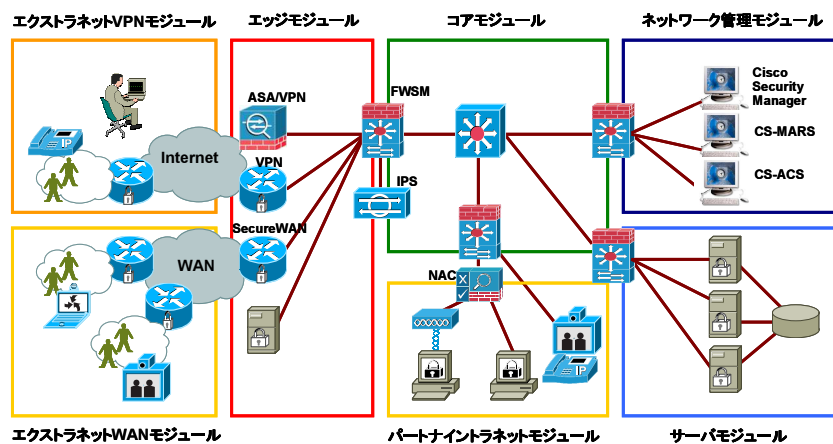 エクストラネットVPNモジュール
エッジモジュール
コアモジュール
ネットワーク管理モジュール
ASA/VPN
FWSM
Cisco
Security
Manager
IP
Internet
VPN
CS-MARS
IPS
CS-ACS
SecureWAN
WAN
NAC
IP
エクストラネットWANモジュール
パートナイントラネットモジュール
サーバモジュール